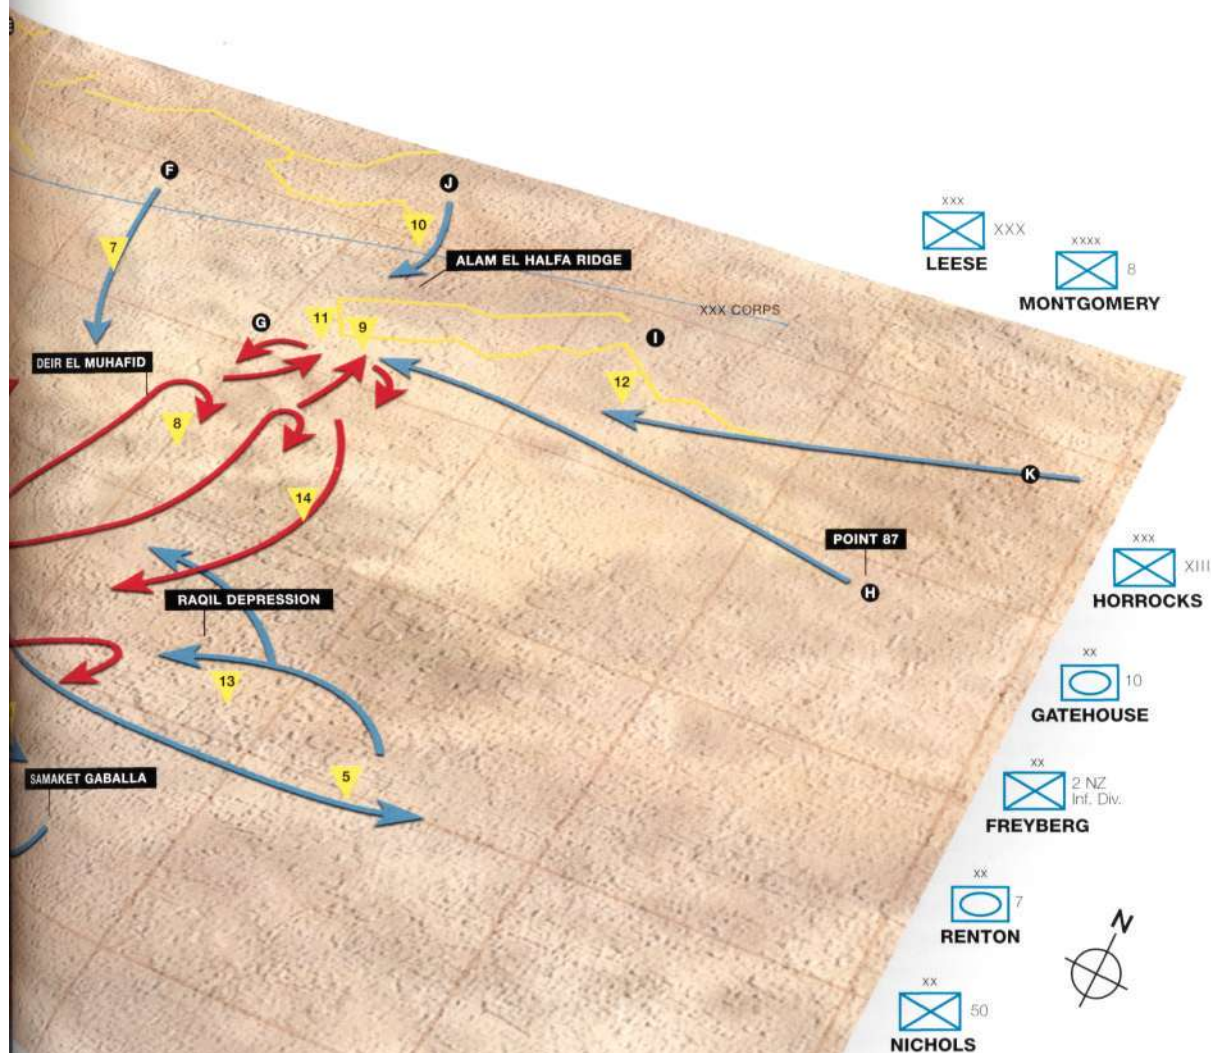 F
J
7
10
ALAM EL HALFA RIDGE
XXX CORPS
G
11
9
I
DEIR EL MUHAFID
12
8
K
14
POINT 87
H
RAQIL DEPRESSION
13
SAMAKET GABALLA
5
XXX
XXX
LEESE
XXXX
8
MONTGOMERY
XXX
XIII
HORROCKS
XX
10
GATEHOUSE
XX
2 NZ
Inf. Div.
FREYBERG
XX
7
RENTON
N
XX
50
NICHOLS